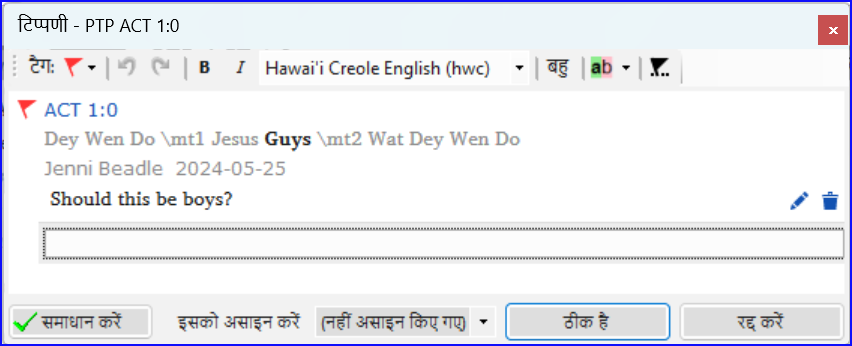 टिप्पणी - PTP ACT 1:0
टैग: B I Hawai'i Creole English (hwc) बहु ab
ACT 1:0
Dey Wen Do \mt1 Jesus Guys \mt2 Wat Dey Wen Do
Jenni Beadle 2024-05-25
Should this be boys?
समाधान करें इसको असाइन करें (नहीं असाइन किए गए) ठीक है रद्द करें